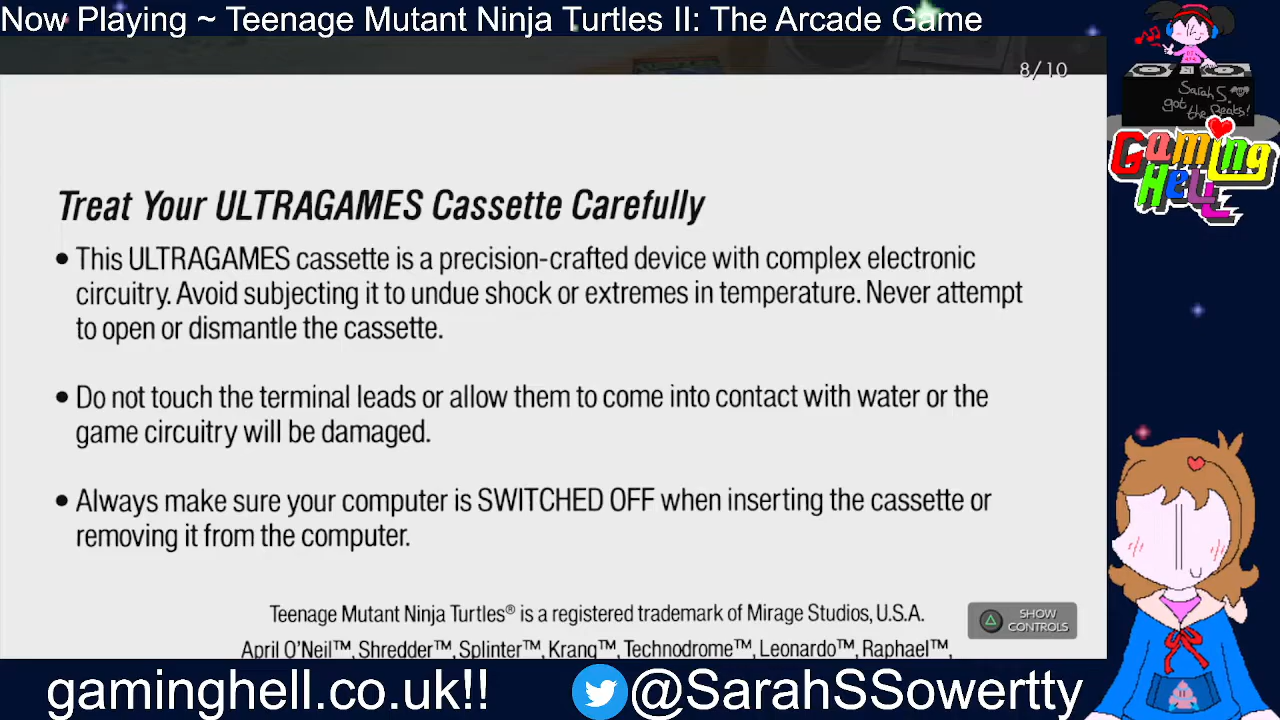 Now Playing ~ Teenage Mutant Ninja Turtles II: The Arcade Game
8/10
Sarah S.
got
the Beats!
Gaming
Hell
Treat Your ULTRAGAMES Cassette Carefully
• This ULTRAGAMES cassette is a precision-crafted device with complex electronic
circuitry. Avoid subjecting it to undue shock or extremes in temperature. Never attempt
to open or dismantle the cassette.
• Do not touch the terminal leads or allow them to come into contact with water or the
game circuitry will be damaged.
• Always make sure your computer is SWITCHED OFF when inserting the cassette or
removing it from the computer.
Teenage Mutant Ninja Turtles® is a registered trademark of Mirage Studios, U.S.A.
SHOW
CONTROLS
April O'Neil™, Shredder™, Splinter™, Krang™, Technodrome™, Leonardo™, Raphael™,
gaminghell.co.uk!!
@SarahSSowertty